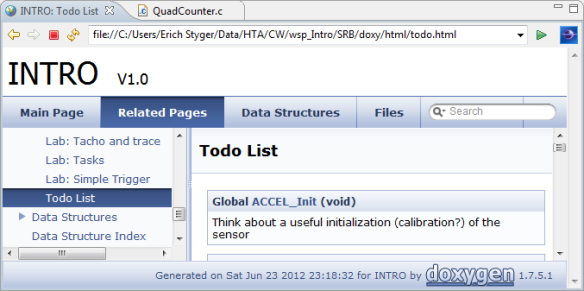 INTRO: Todo List
QuadCounter.c
file://C:/Users/Erich Styger/Data/HTA/CW/wsp_Intro/SRB/doxy/html/todo.html
INTRO V1.0
Main Page
Related Pages
Data Structures
Files
Search
Lab: Tacho and trace
Lab: Tasks
Lab: Simple Trigger
Todo List
Data Structures
Data Structure Index
Todo List
Global ACCEL_Init (void)
Think about a useful initialization (calibration?) of the
sensor
Generated on Sat Jun 23 2012 23:18:32 for INTRO by doxygen 1.7.5.1